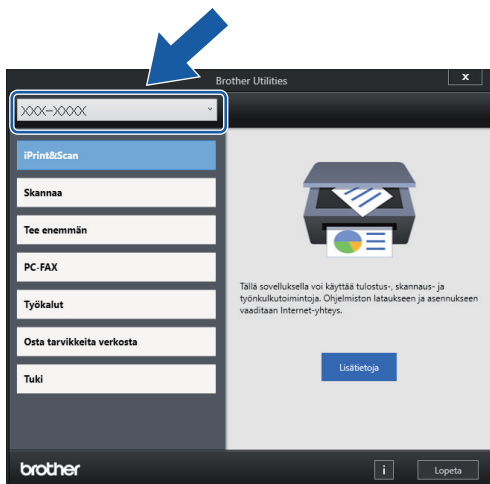 Brother Utilities
X
XXX-XXXX
iPrint&Scan
Skannaa
Tee enemmän
PC-FAX
Työkalut
Osta tarvikkeita verkosta
Tuki
Tällä sovelluksella voi käyttää tulostus-, skannaus- ja
työnkulkutoimintoja. Ohjelmiston lataukseen ja asennukseen
vaaditaan Internet-yhteys.
Lisätietoja
brother
i
Lopeta